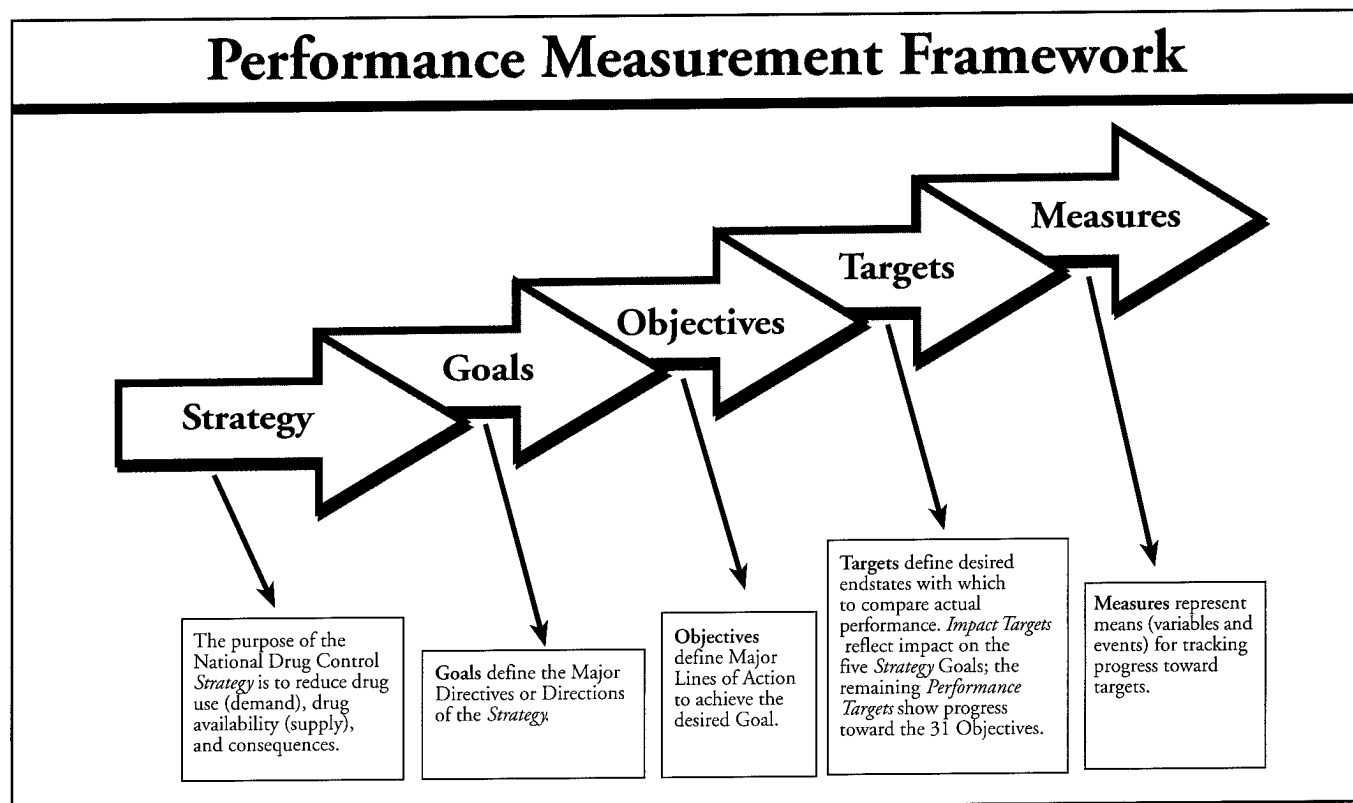 Performance Measurement Framework
Strategy
Goals
Objectives
Targets
Measures
The purpose of the
National Drug Control
Strategy is to reduce drug
use (demand), drug
availability (supply),
and consequences.
Goals define the Major
Directives or Directions
of the Strategy.
Objectives
define Major
Lines of Action
to achieve the
desired Goal.
Targets define desired
endstates with which
to compare actual
performance. Impact Targets
reflect impact on the
five Strategy Goals; the
remaining Performance
Targets show progress
toward the 31 Objectives.
Measures represent
means (variables and
events) for tracking
progress toward
targets.